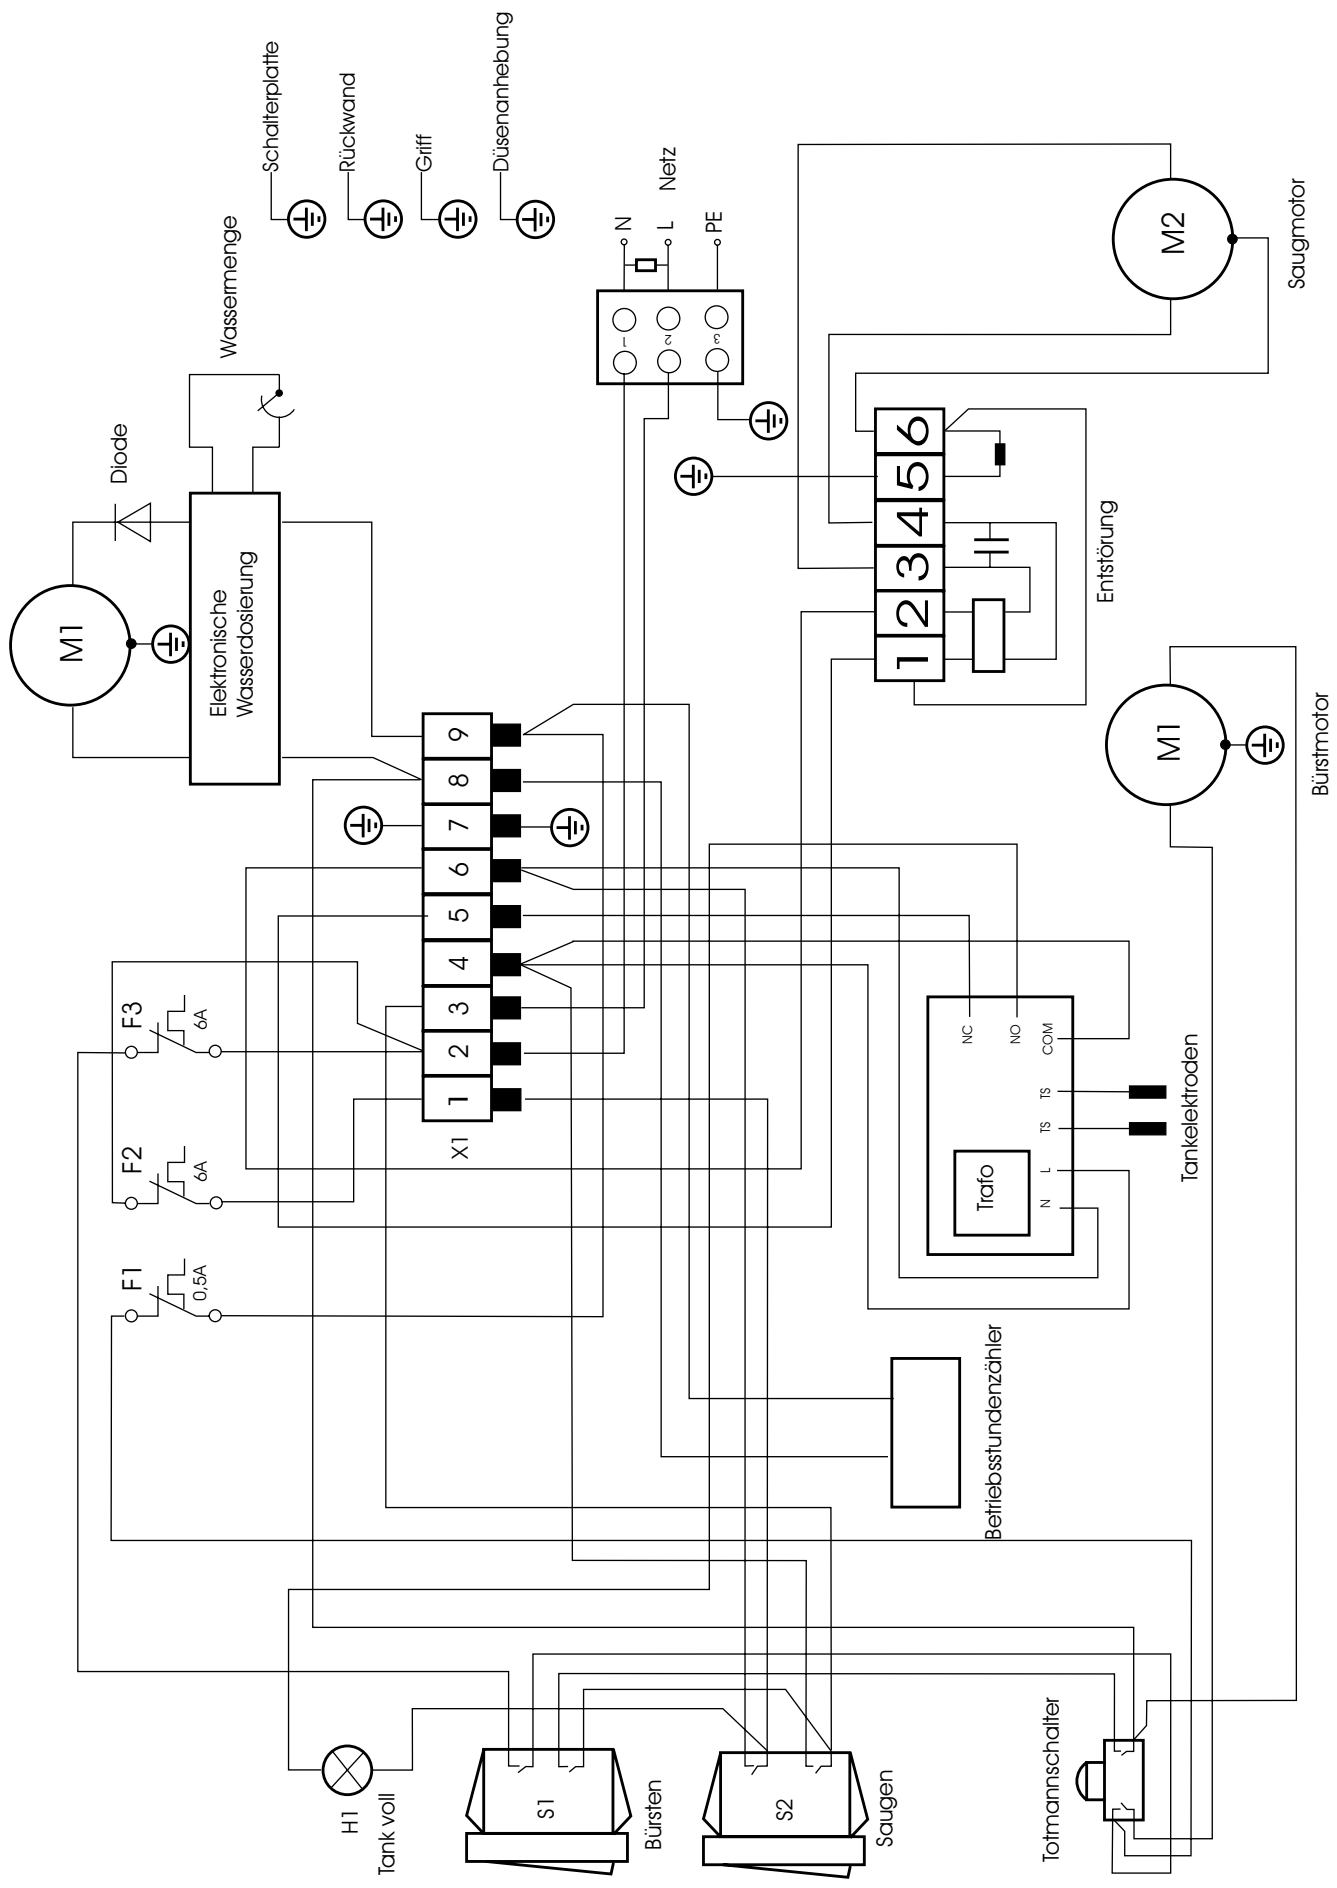 Schalterplatte
Rückwand
Griff
Düsenanhebung
Wassermenge
Diode
M1
Elektronische
Wasserdosierung
N
L
Netz
PE
1
2
3
M2
Saugmotor
1
2
3
4
5
6
Entstörung
M1
Bürstmotor
X1
1
2
3
4
5
6
7
8
9
F1
0,5A
F2
6A
F3
6A
Trafo
N
L
TS
TS
COM
NO
NC
Tankelektroden
Betriebsstundenzähler
H1
Tank voll
S1
Bürsten
S2
Saugen
Totmannschalter